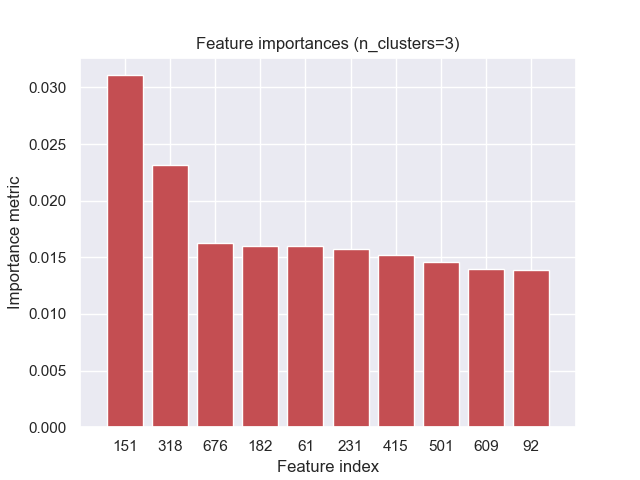 Feature importances (n_clusters=3)
Importance metric
0.030
0.025
0.020
0.015
0.010
0.005
0.000
151 318 676 182 61 231 415 501 609 92
Feature index